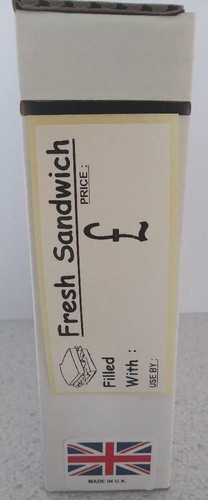 Fresh Sandwich
PRICE :
£
Filled
With :
USE BY :
MADE IN U.K.